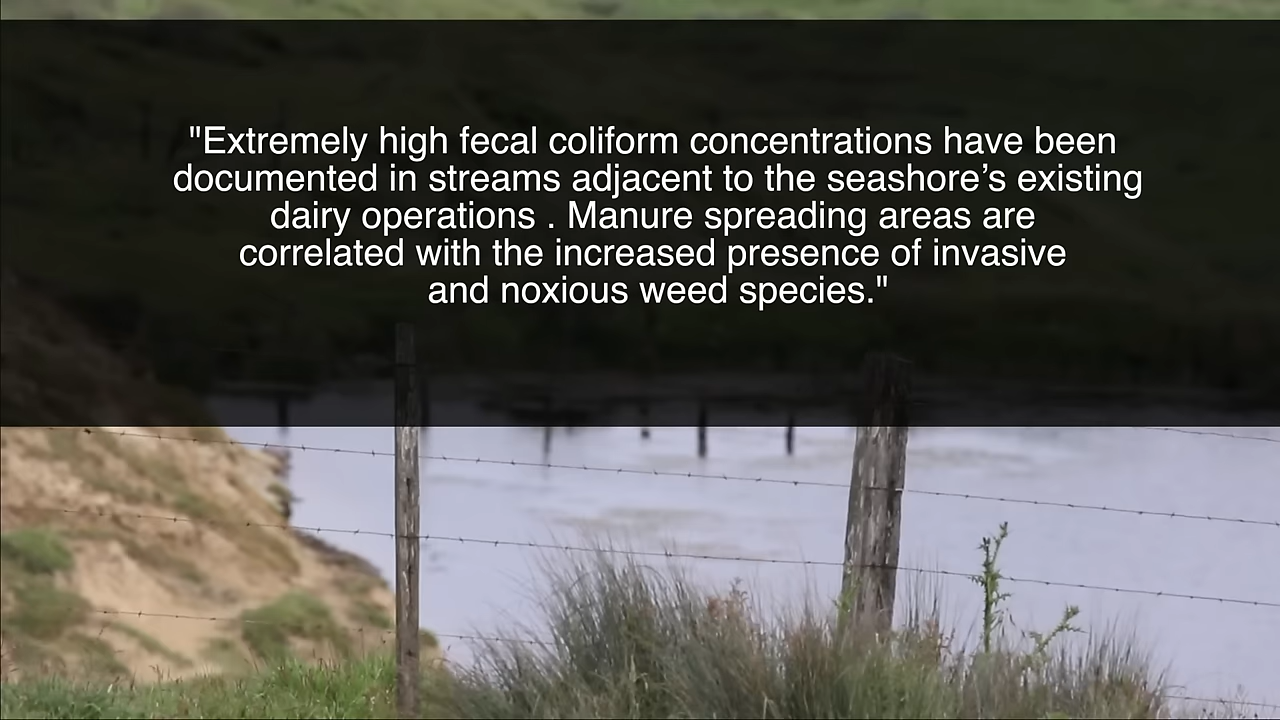 "Extremely high fecal coliform concentrations have been
documented in streams adjacent to the seashore’s existing
dairy operations . Manure spreading areas are
correlated with the increased presence of invasive
and noxious weed species."